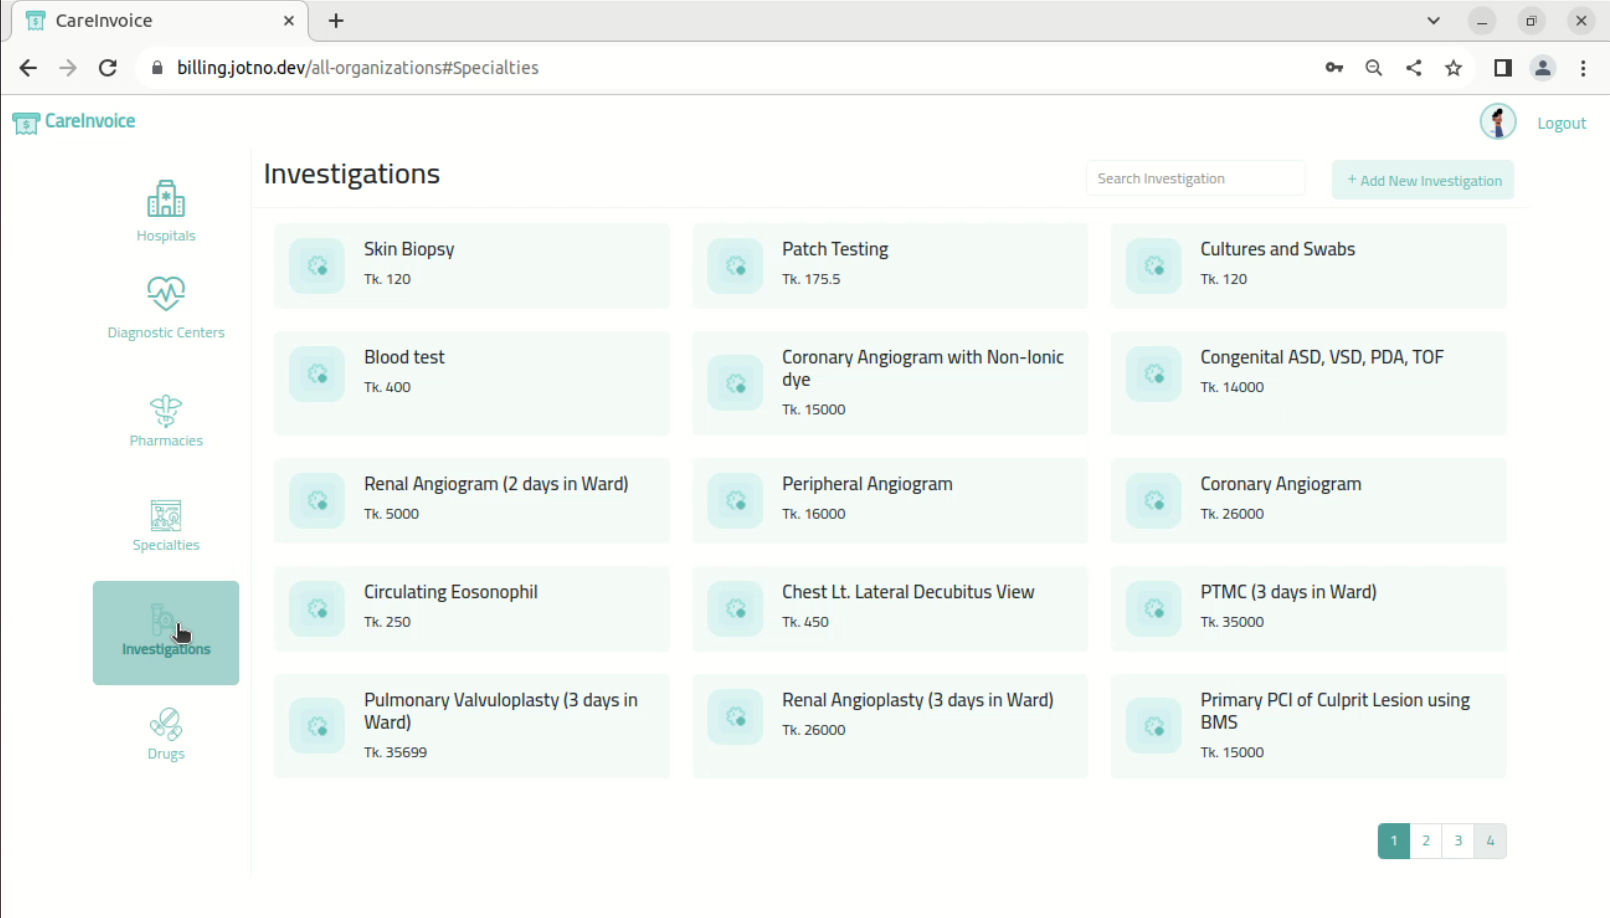 CareInvoice
billing.jotno.dev/all-organizations#Specialties
CareInvoice
Logout
Hospitals
Diagnostic Centers
Pharmacies
Specialties
Investigations
Drugs
Investigations
Search Investigation
+ Add New Investigation
Skin Biopsy
Tk. 120
Patch Testing
Tk. 175.5
Cultures and Swabs
Tk. 120
Blood test
Tk. 400
Coronary Angiogram with Non-Ionic
dye
Tk. 15000
Congenital ASD, VSD, PDA, TOF
Tk. 14000
Renal Angiogram (2 days in Ward)
Tk. 5000
Peripheral Angiogram
Tk. 16000
Coronary Angiogram
Tk. 26000
Circulating Eosonophil
Tk. 250
Chest Lt. Lateral Decubitus View
Tk. 450
PTMC (3 days in Ward)
Tk. 35000
Pulmonary Valvuloplasty (3 days in
Ward)
Tk. 35699
Renal Angioplasty (3 days in Ward)
Tk. 26000
Primary PCI of Culprit Lesion using
BMS
Tk. 15000
1 2 3 4